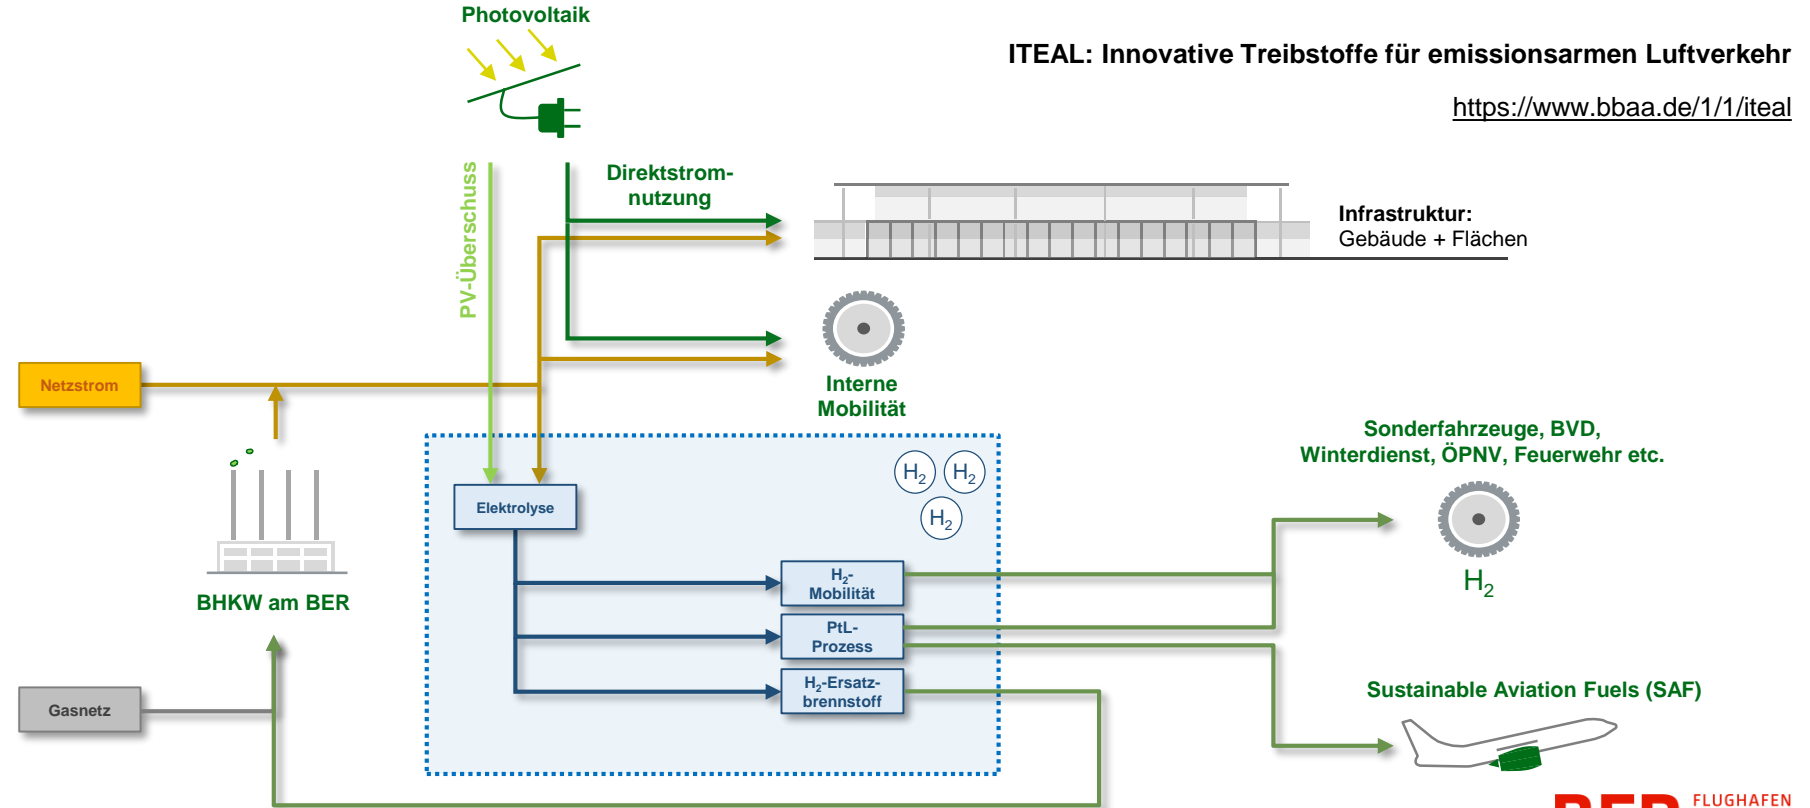 Photovoltaik
ITEAL: Innovative Treibstoffe für emissionsarmen Luftverkehr
https://www.bbaa.de/1/1/iteal
PV-Überschuss
Direktstrom-
nutzung
Infrastruktur:
Gebäude + Flächen
Netzstrom
Interne
Mobilität
Sonderfahrzeuge, BVD,
Winterdienst, ÖPNV, Feuerwehr etc.
H₂
H₂
H₂
Elektrolyse
H₂
BHKW am BER
H₂-
Mobilität
PtL-
Prozess
H₂-Ersatz-
brennstoff
Gasnetz
Sustainable Aviation Fuels (SAF)
BER
FLUGHAFEN